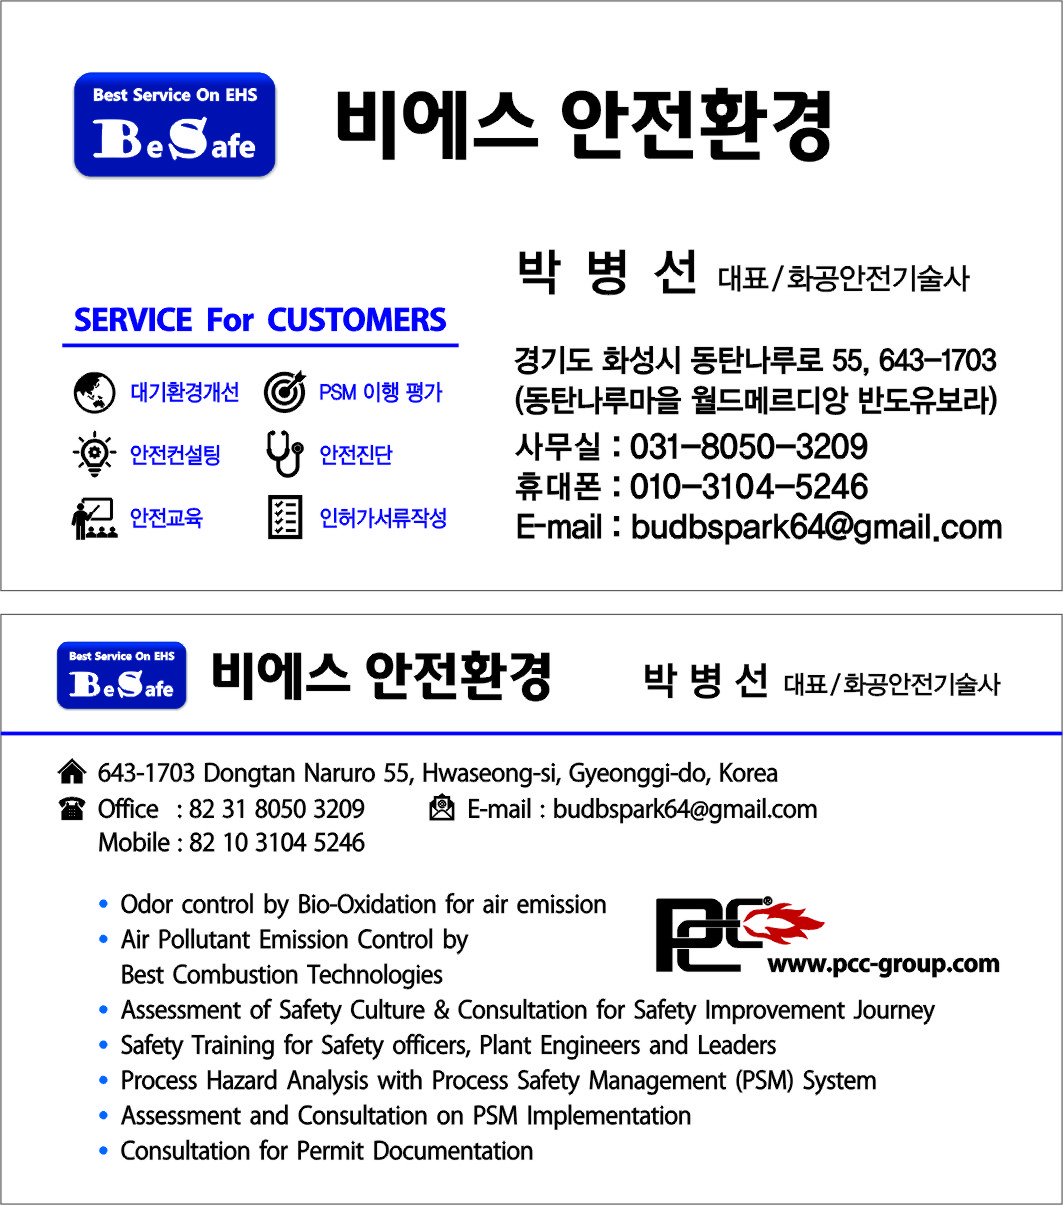 Best Service On EHS
BeSafe
비에스 안전환경
박 병 선 대표/화공안전기술사
SERVICE For CUSTOMERS
대기환경개선
PSM 이행 평가
안전컨설팅
안전진단
안전교육
인허가서류작성
경기도 화성시 동탄나루로 55, 643-1703
(동탄나루마을 월드메르디앙 반도유보라)
사무실 : 031-8050-3209
휴대폰 : 010-3104-5246
E-mail : budbspark64@gmail.com
Best Service On EHS
BeSafe
비에스 안전환경
박 병 선 대표/화공안전기술사
643-1703 Dongtan Naruro 55, Hwaseong-si, Gyeonggi-do, Korea
Office : 82 31 8050 3209
E-mail : budbspark64@gmail.com
Mobile : 82 10 3104 5246
• Odor control by Bio-Oxidation for air emission
• Air Pollutant Emission Control by
Best Combustion Technologies
PCC®
www.pcc-group.com
• Assessment of Safety Culture & Consultation for Safety Improvement Journey
• Safety Training for Safety officers, Plant Engineers and Leaders
• Process Hazard Analysis with Process Safety Management (PSM) System
• Assessment and Consultation on PSM Implementation
• Consultation for Permit Documentation